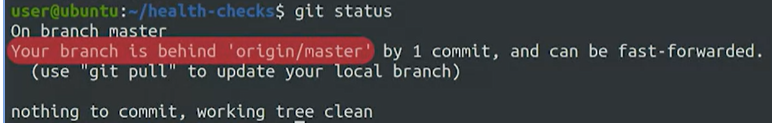 user@ubuntu:~/health-checks$ git status
On branch master
Your branch is behind 'origin/master' by 1 commit, and can be fast-forwarded.
  (use "git pull" to update your local branch)

nothing to commit, working tree clean